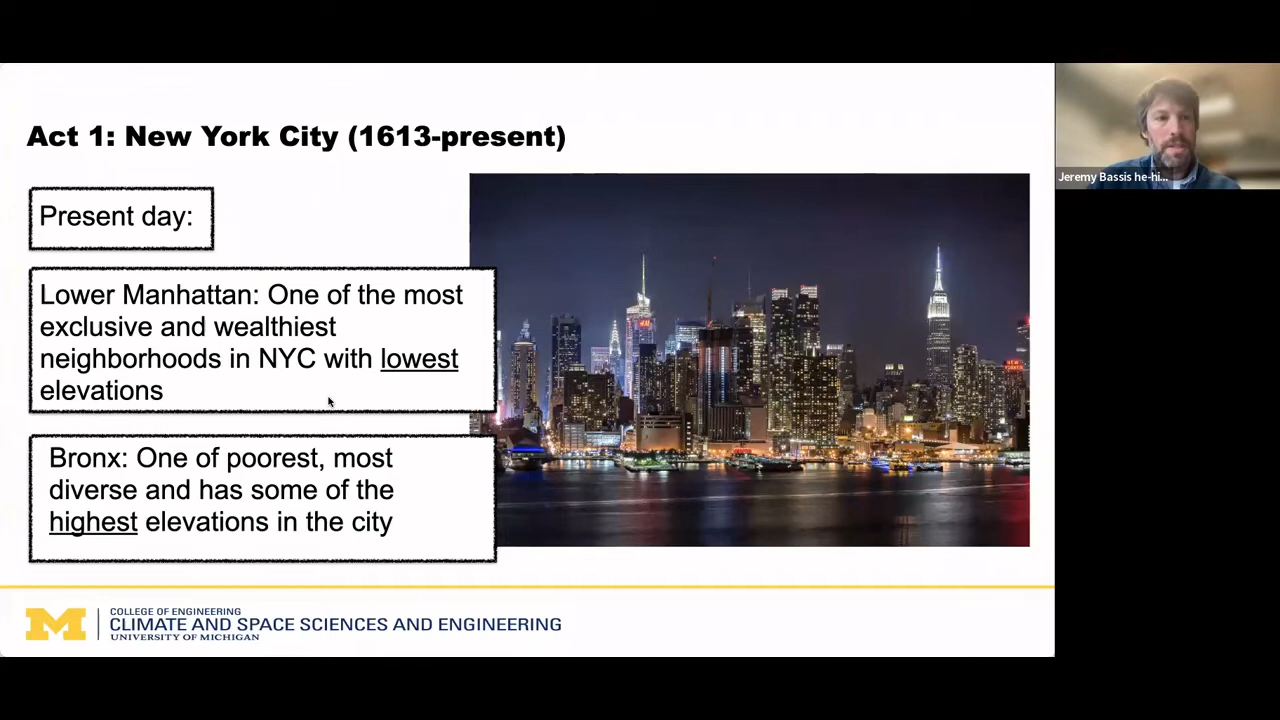 Act 1: New York City (1613-present)
Present day:
Lower Manhattan: One of the most
exclusive and wealthiest
neighborhoods in NYC with lowest
elevations
Bronx: One of poorest, most
diverse and has some of the
highest elevations in the city
M
COLLEGE OF ENGINEERING
CLIMATE AND SPACE SCIENCES AND ENGINEERING
UNIVERSITY OF MICHIGAN
Jeremy Bassis he-hi...